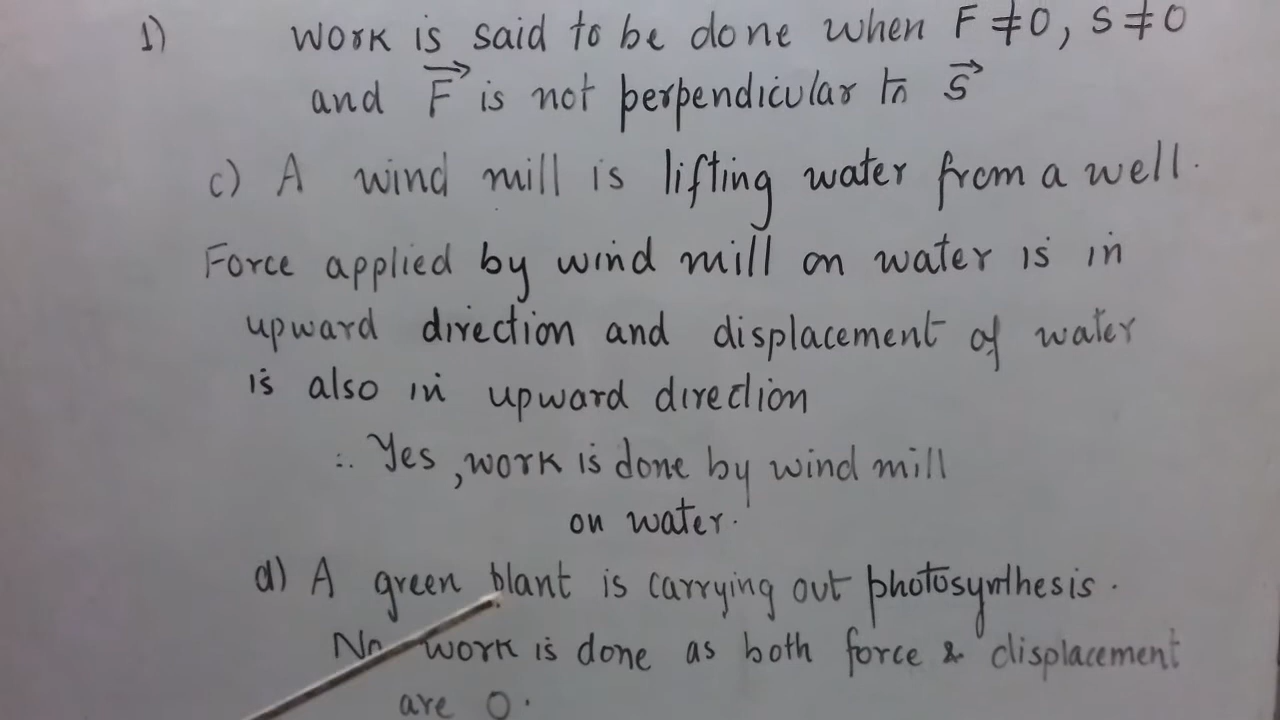 1) Work is said to be done when F ≠ 0, S ≠ 0
and F⃗ is not perpendicular to S⃗
c) A wind mill is lifting water from a well.
Force applied by wind mill on water is in
upward direction and displacement of water
is also in upward direction
∴ Yes, work is done by wind mill
on water.
d) A green plant is carrying out photosynthesis.
No work is done as both force & displacement
are 0.